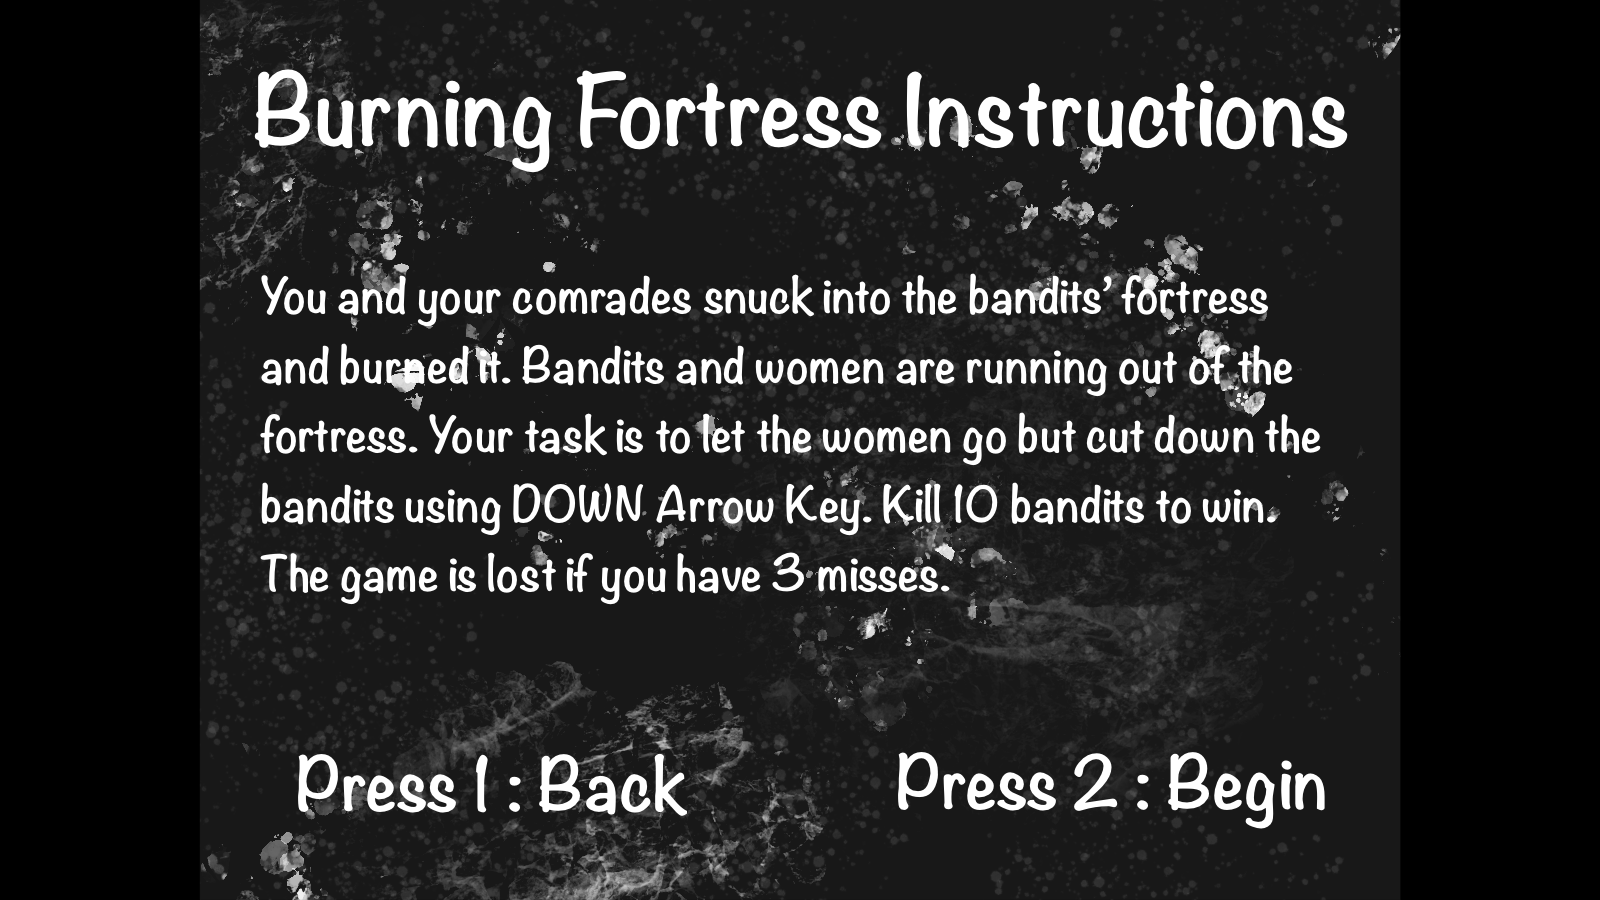 Burning Fortress Instructions
You and your comrades snuck into the bandits’ fortress
and burned it. Bandits and women are running out of the
fortress. Your task is to let the women go but cut down the
bandits using DOWN Arrow Key. Kill 10 bandits to win.
The game is lost if you have 3 misses.
Press 1 : Back
Press 2 : Begin